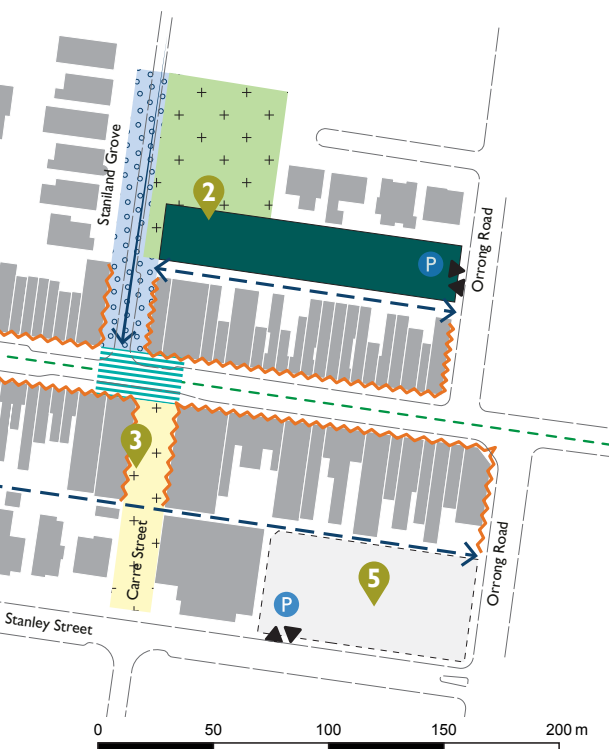 Staniland Grove
2
P
Orrong Road
3
Carre Street
5
P
Orrong Road
Stanley Street
0 50 100 150 200 m